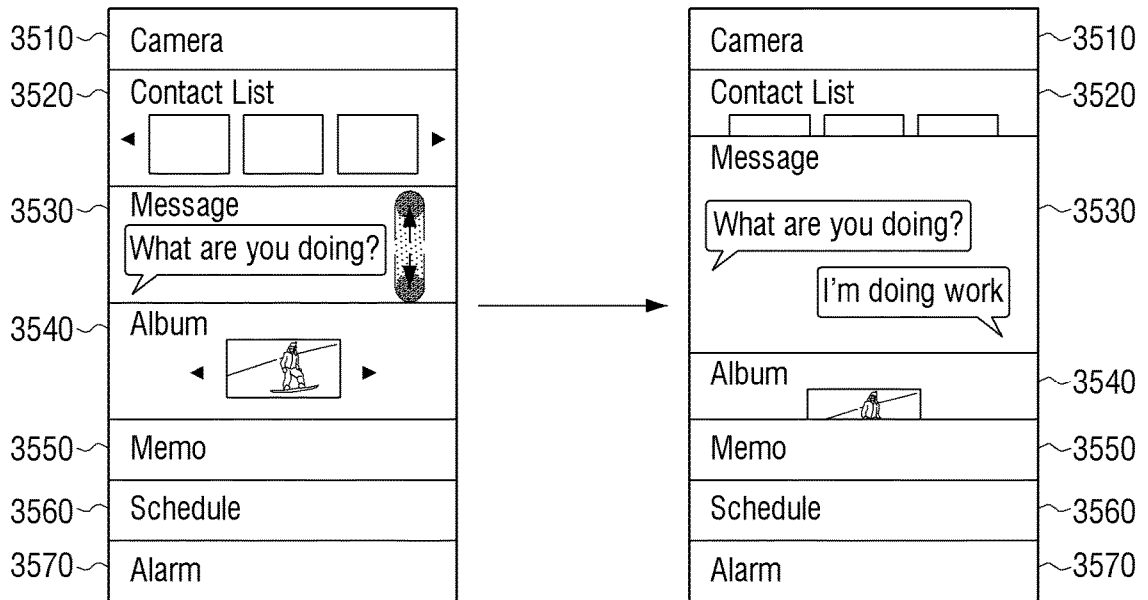 3510
Camera
3520
Contact List
3530
Message
What are you doing?
3540
Album
3550
Memo
3560
Schedule
3570
Alarm
Camera
3510
Contact List
3520
Message
What are you doing?
3530
I'm doing work
Album
3540
Memo
3550
Schedule
3560
Alarm
3570